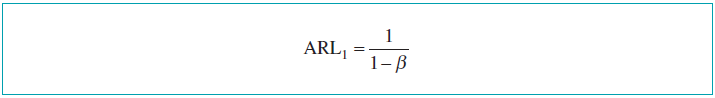 ARL₁ = 1 / (1 − β)